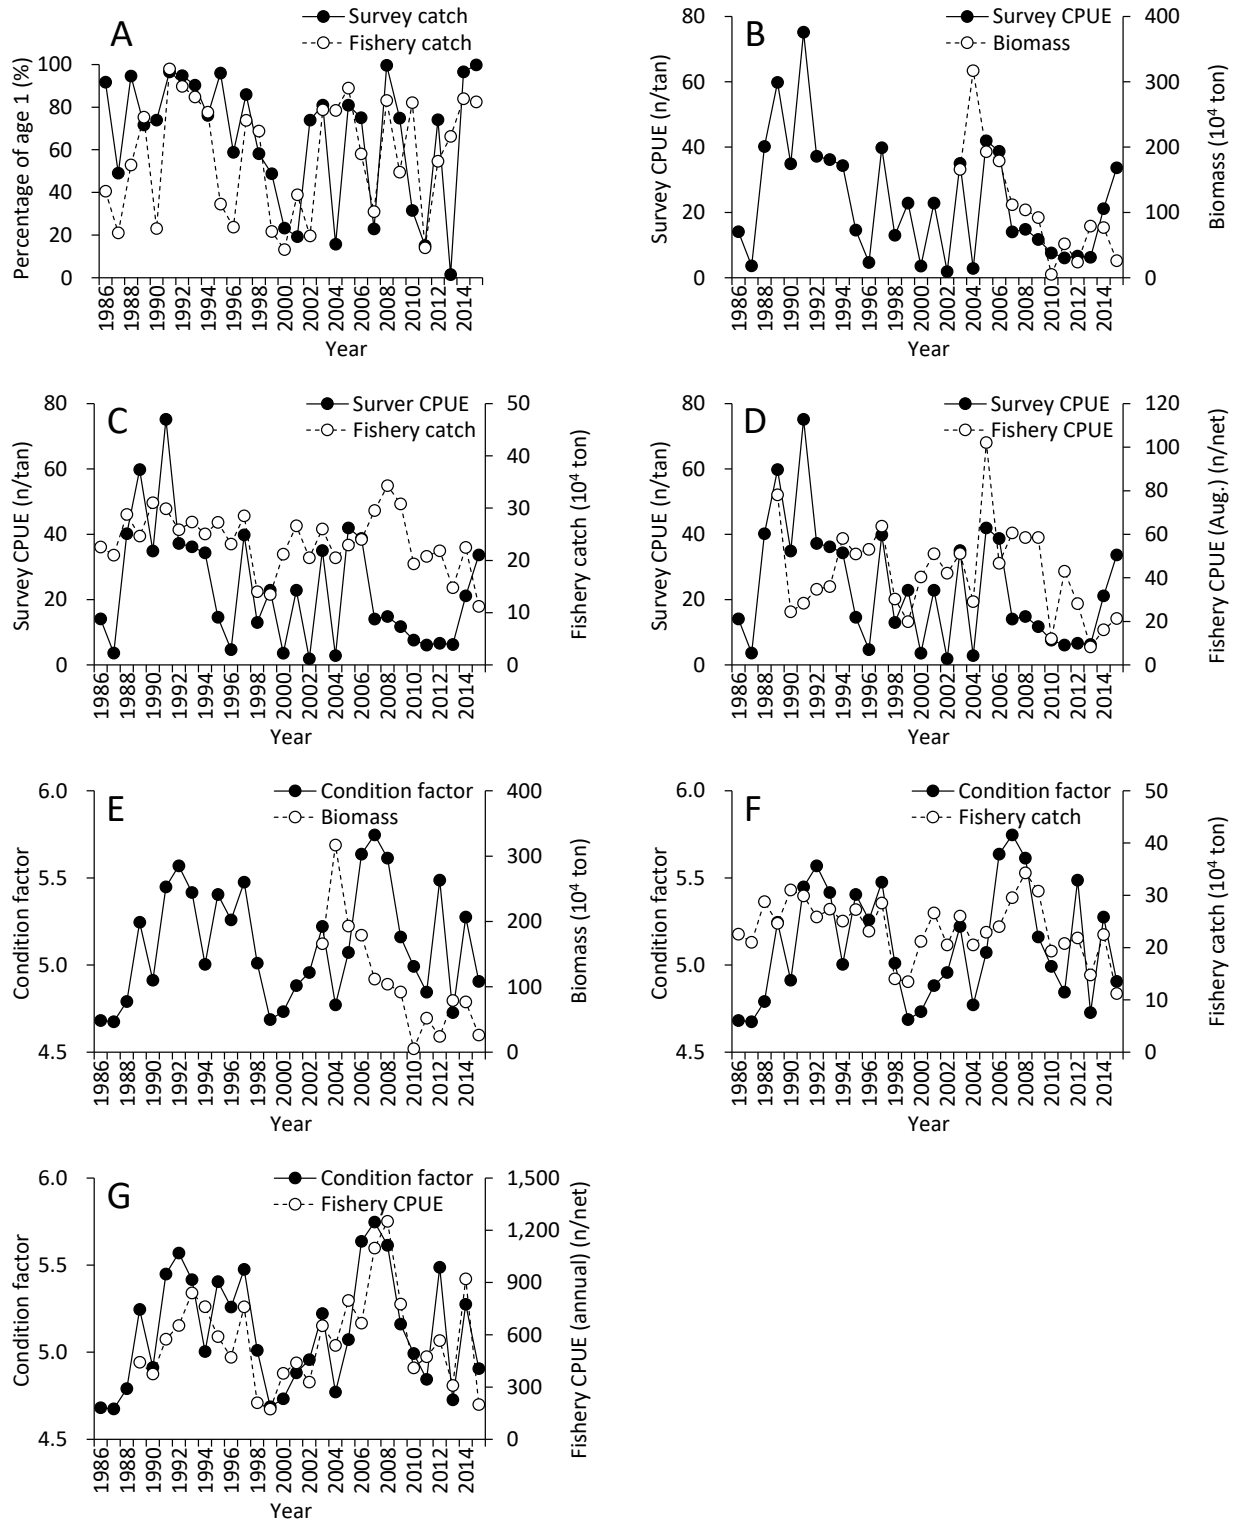 A
Survey catch
Fishery catch
Percentage of age 1 (%)
100
80
60
40
20
0
1986 1988 1990 1992 1994 1996 1998 2000 2002 2004 2006 2008 2010 2012 2014
Year
B
Survey CPUE
Biomass
Survey CPUE (n/tan)
80
60
40
20
0
Biomass (10⁴ ton)
400
300
200
100
0
1986 1988 1990 1992 1994 1996 1998 2000 2002 2004 2006 2008 2010 2012 2014
Year
C
Surver CPUE
Fishery catch
Survey CPUE (n/tan)
80
60
40
20
0
Fishery catch (10⁴ ton)
50
40
30
20
10
0
1986 1988 1990 1992 1994 1996 1998 2000 2002 2004 2006 2008 2010 2012 2014
Year
D
Survey CPUE
Fishery CPUE
Survey CPUE (n/tan)
80
60
40
20
0
Fishery CPUE (Aug.) (n/net)
120
100
80
60
40
20
0
1986 1988 1990 1992 1994 1996 1998 2000 2002 2004 2006 2008 2010 2012 2014
Year
E
Condition factor
Biomass
Condition factor
6.0
5.5
5.0
4.5
Biomass (10⁴ ton)
400
300
200
100
0
1986 1988 1990 1992 1994 1996 1998 2000 2002 2004 2006 2008 2010 2012 2014
Year
F
Condition factor
Fishery catch
Condition factor
6.0
5.5
5.0
4.5
Fishery catch (10⁴ ton)
50
40
30
20
10
0
1986 1988 1990 1992 1994 1996 1998 2000 2002 2004 2006 2008 2010 2012 2014
Year
G
Condition factor
Fishery CPUE
Condition factor
6.0
5.5
5.0
4.5
Fishery CPUE (annual) (n/net)
1,500
1,200
900
600
300
0
1986 1988 1990 1992 1994 1996 1998 2000 2002 2004 2006 2008 2010 2012 2014
Year